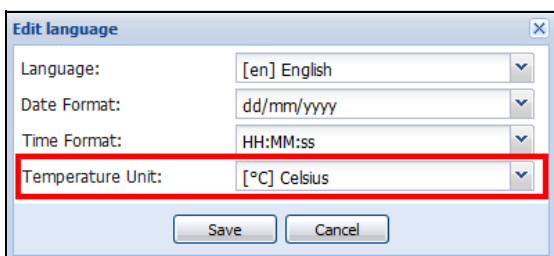 Edit language
Language: [en] English
Date Format: dd/mm/yyyy
Time Format: HH:MM:ss
Temperature Unit: [°C] Celsius
Save Cancel